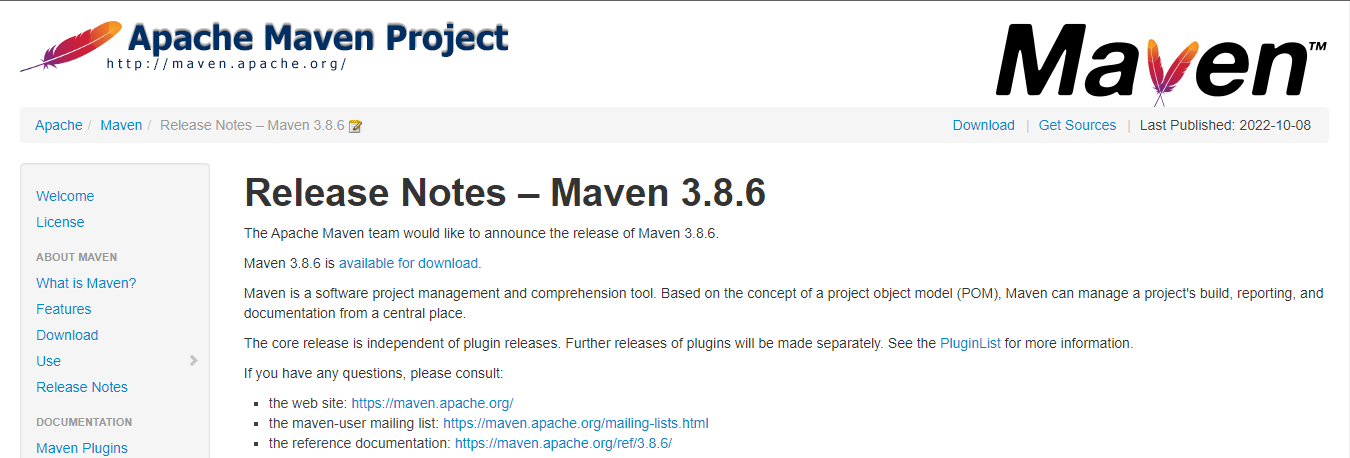 Apache Maven Project
http://maven.apache.org/
Maven™
Apache / Maven / Release Notes – Maven 3.8.6
Download | Get Sources | Last Published: 2022-10-08
Welcome
License
ABOUT MAVEN
What is Maven?
Features
Download
Use
Release Notes
DOCUMENTATION
Maven Plugins
Release Notes – Maven 3.8.6
The Apache Maven team would like to announce the release of Maven 3.8.6.
Maven 3.8.6 is available for download.
Maven is a software project management and comprehension tool. Based on the concept of a project object model (POM), Maven can manage a project's build, reporting, and
documentation from a central place.
The core release is independent of plugin releases. Further releases of plugins will be made separately. See the PluginList for more information.
If you have any questions, please consult:
the web site: https://maven.apache.org/
the maven-user mailing list: https://maven.apache.org/mailing-lists.html
the reference documentation: https://maven.apache.org/ref/3.8.6/